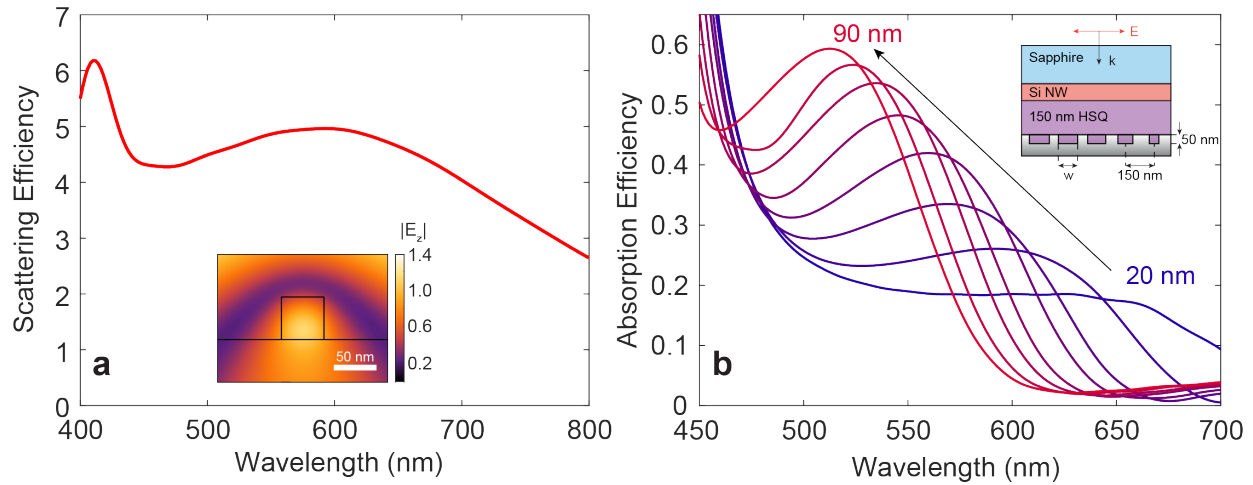 7
6
5
4
3
2
1
0
Scattering Efficiency
400
500
600
700
800
Wavelength (nm)
a
|Ez|
1.4
1.0
0.6
0.2
50 nm
0.6
0.5
0.4
0.3
0.2
0.1
0
Absorption Efficiency
450
500
550
600
650
700
Wavelength (nm)
b
90 nm
20 nm
E
k
Sapphire
Si NW
150 nm HSQ
50 nm
w
150 nm